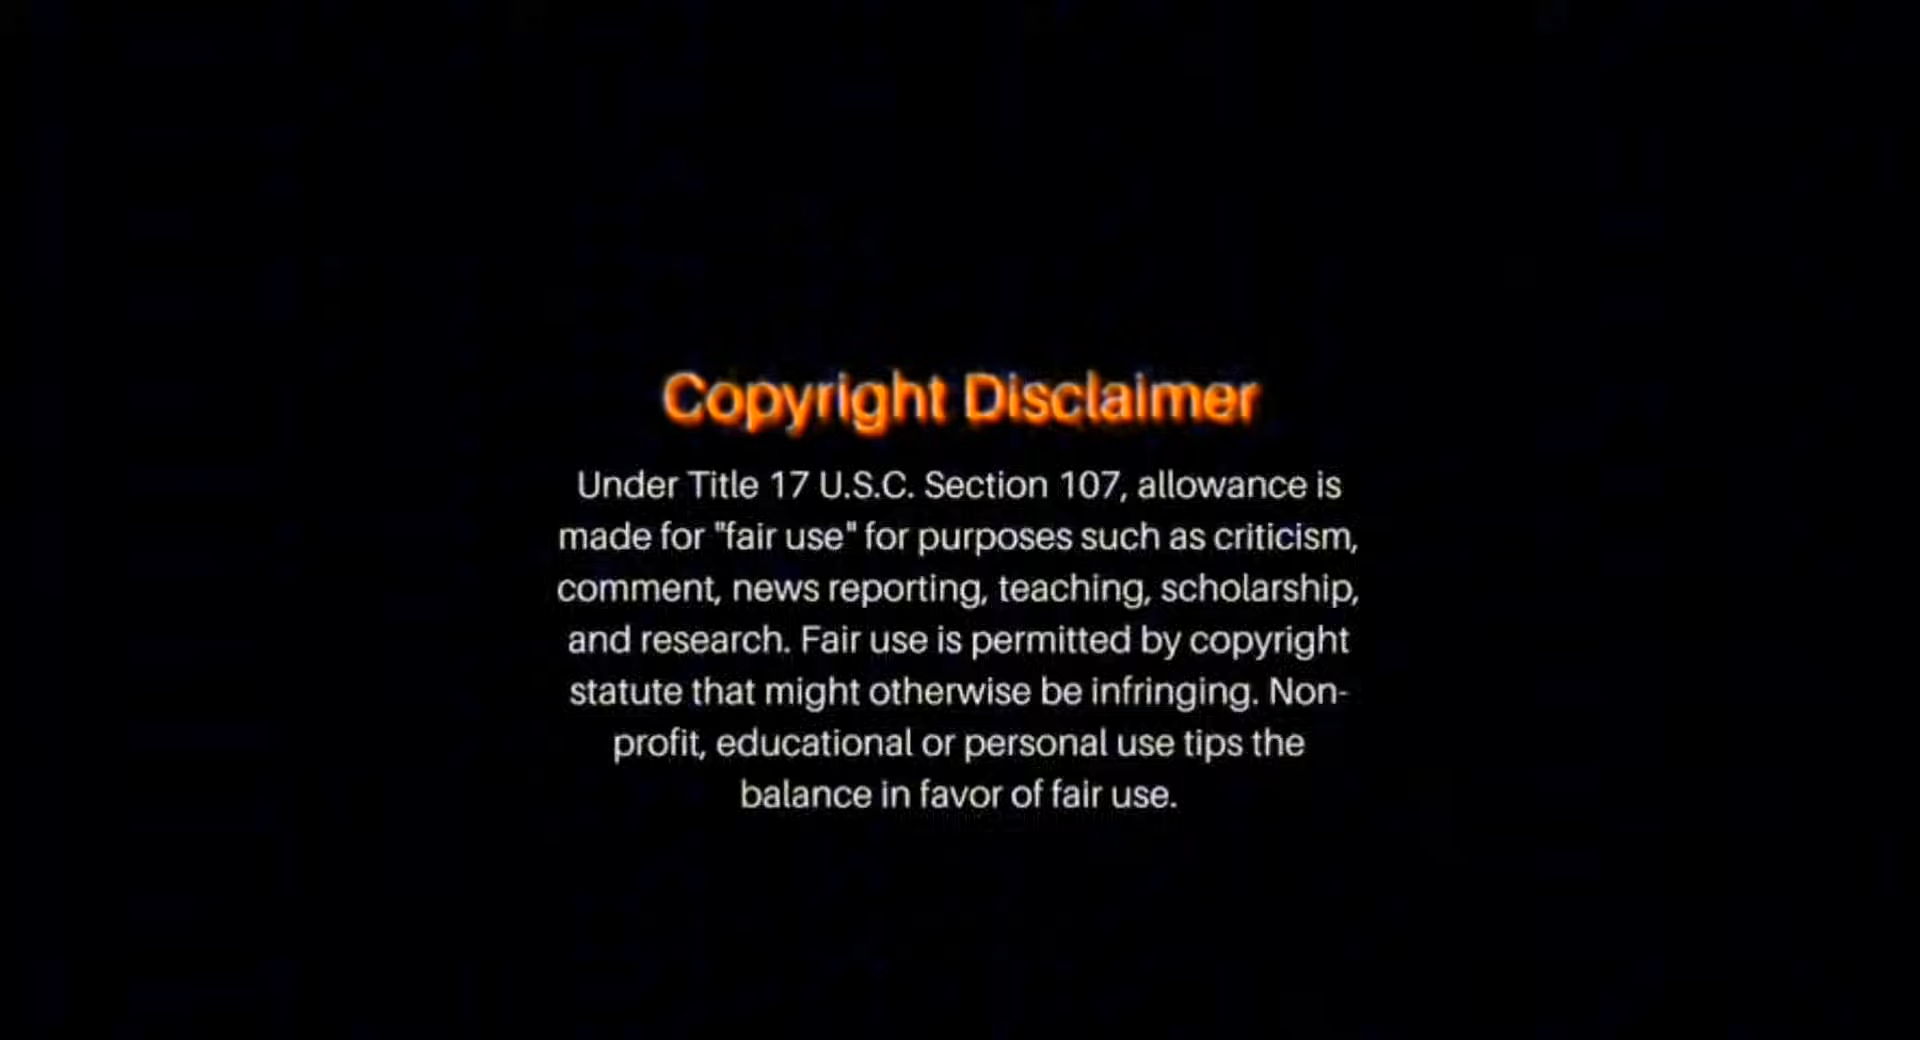 Copyright Disclaimer
Under Title 17 U.S.C. Section 107, allowance is
made for "fair use" for purposes such as criticism,
comment, news reporting, teaching, scholarship,
and research. Fair use is permitted by copyright
statute that might otherwise be infringing. Non-
profit, educational or personal use tips the
balance in favor of fair use.